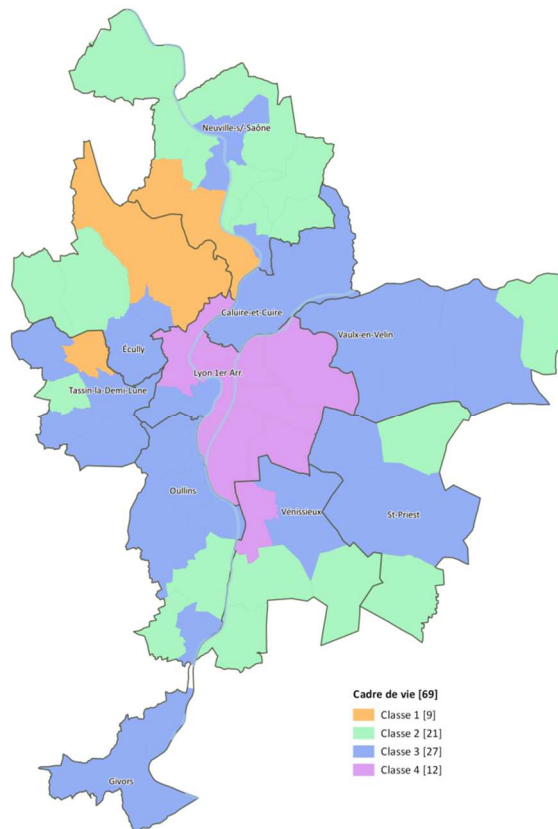 Neuville-s/-Saône
Caluire-et-Cuire
Vaulx-en-Velin
Écully
Lyon 1er Arr.
Tassin-la-Demi-Lune
Oullins
Vénissieux
St-Priest
Cadre de vie [69]
Classe 1 [9]
Classe 2 [21]
Classe 3 [27]
Classe 4 [12]
Givors